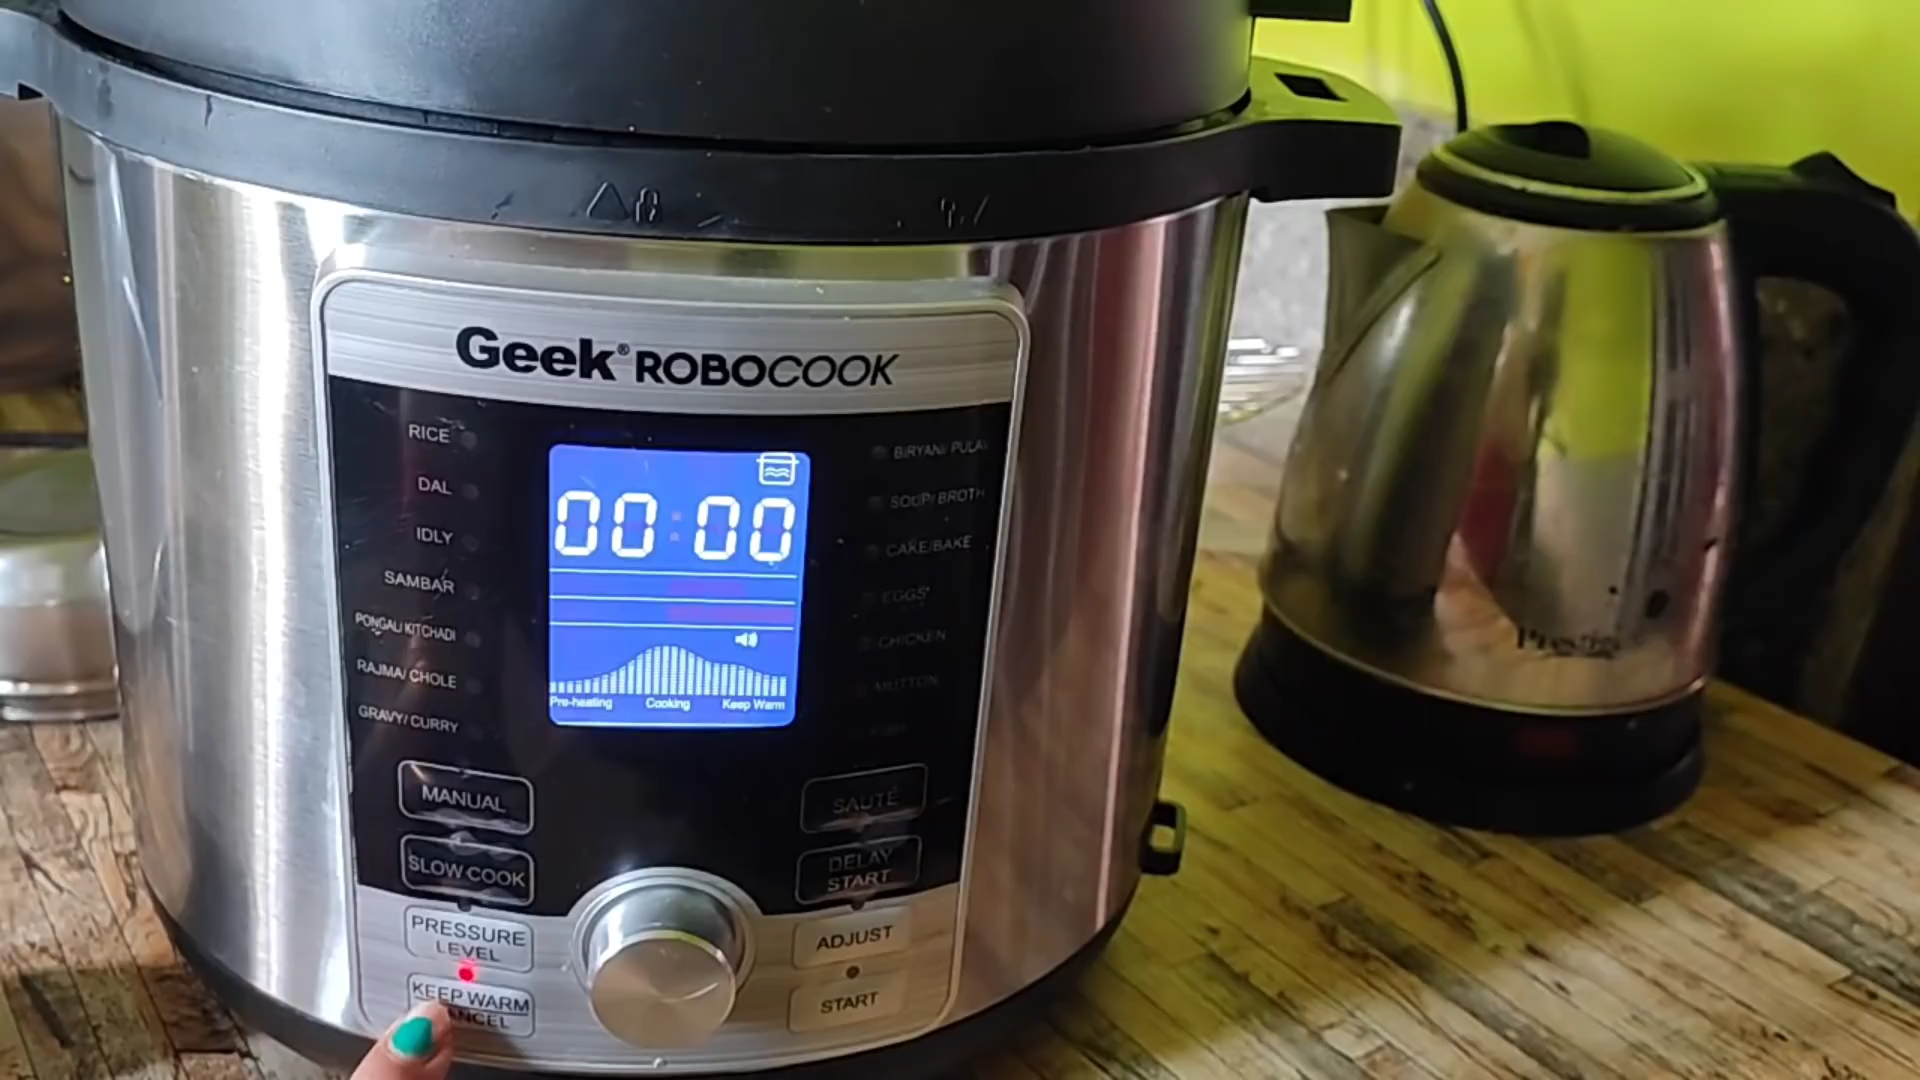 Geek® ROBOCOOK
RICE
DAL
IDLY
SAMBAR
PONGAL/ KITCHADI
RAJMA/ CHOLE
GRAVY/ CURRY
00:00
Pre-heating
Cooking
Keep Warm
BIRYANI/ PULAV
SOUP/ BROTH
CAKE/BAKE
EGGS
CHICKEN
MUTTON
MANUAL
SLOW COOK
PRESSURE
LEVEL
KEEP WARM
SAUTÉ
DELAY
START
ADJUST
START
Prestige